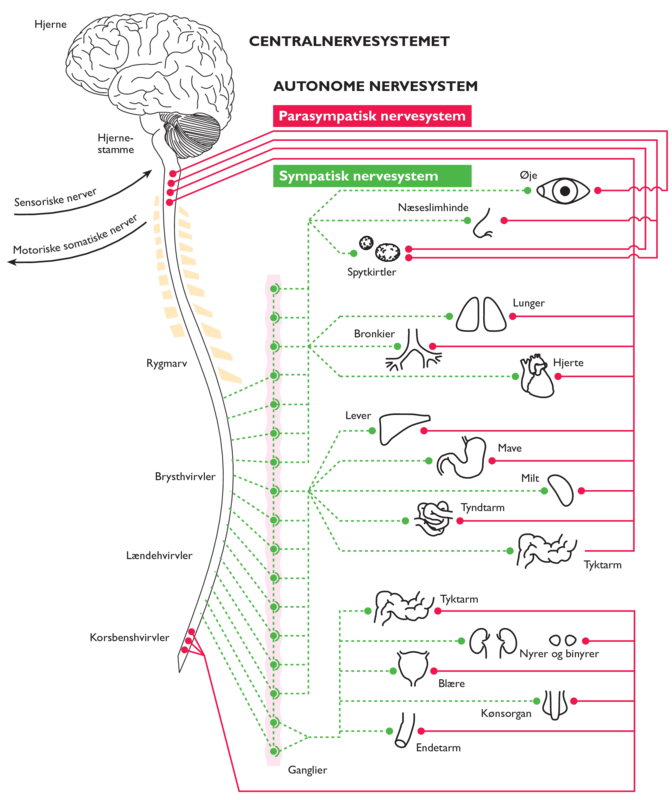 Hjerne
CENTRALNERVESYSTEMET
AUTONOME NERVESYSTEM
Parasympatisk nervesystem
Hjerne-
stamme
Sympatisk nervesystem
Øje
Sensoriske nerver
Næseslimhinde
Motoriske somatiske nerver
Spytkirtler
Lunger
Bronkier
Rygmarv
Hjerte
Lever
Mave
Brysthvirvler
Milt
Tyndtarm
Lændehvirvler
Tyktarm
Tyktarm
Korsbenshvirvler
Nyrer og binyrer
Blære
Kønsorgan
Endetarm
Ganglier